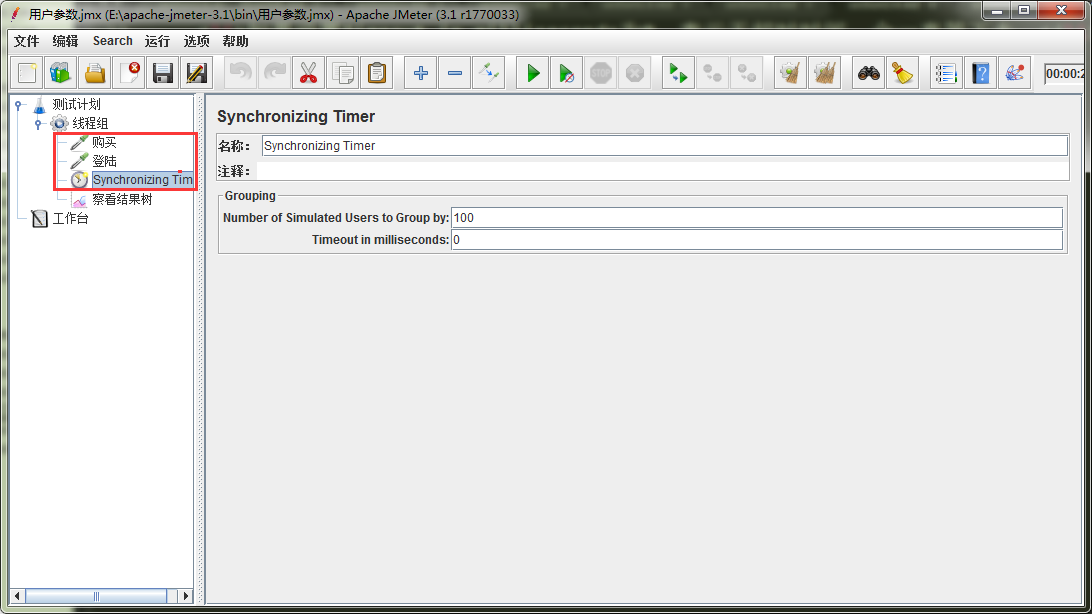 用户参数.jmx (E:\apache-jmeter-3.1\bin\用户参数.jmx) - Apache JMeter (3.1 r1770033)
文件 编辑 Search 运行 选项 帮助
STOP
00:00:2
测试计划
线程组
购买
登陆
Synchronizing Tim
察看结果树
工作台
Synchronizing Timer
名称: Synchronizing Timer
注释:
Grouping
Number of Simulated Users to Group by: 100
Timeout in milliseconds: 0